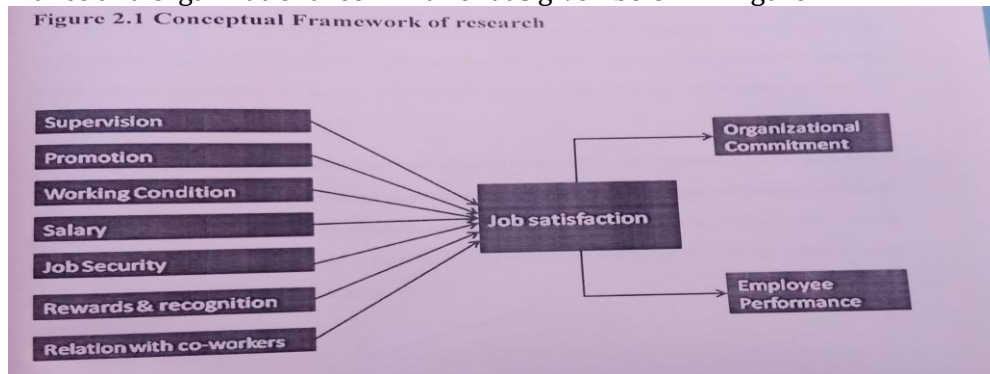 Figure 2.1 Conceptual Framework of research
Supervision
Promotion
Working Condition
Salary
Job Security
Rewards & recognition
Relation with co-workers
Job satisfaction
Organizational
Commitment
Employee
Performance